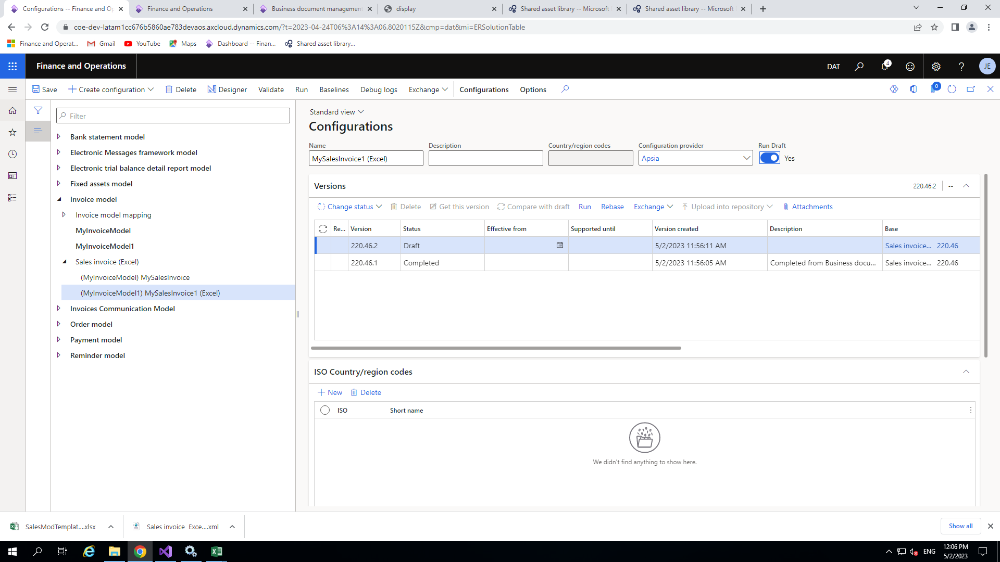 Configurations -- Finance and Op
Finance and Operations
Business document management
display
Shared asset library -- Microsoft
Shared asset library -- Microsoft
coe-dev-latam1cc676b5860ae783devaos.axcloud.dynamics.com/?t=2023-04-24T06%3A14%3A06.8020115Z&cmp=dat&mi=ERSolutionTable
Finance and Operat...
Gmail
YouTube
Maps
Dashboard -- Finan...
Shared asset library...
Finance and Operations
DAT
4
JE
Save
Create configuration
Delete
Designer
Validate
Run
Baselines
Debug logs
Exchange
Configurations
Options
0
Filter
Bank statement model
Electronic Messages framework model
Electronic trial balance detail report model
Fixed assets model
Invoice model
Invoice model mapping
MyInvoiceModel
MyInvoiceModel1
Sales invoice (Excel)
(MyInvoiceModel) MySalesInvoice
(MyInvoiceModel1) MySalesInvoice1 (Excel)
Invoices Communication Model
Order model
Payment model
Reminder model
Standard view
Configurations
Name Description Country/region codes Configuration provider Run Draft
MySalesInvoice1 (Excel) Apsia Yes
Versions 220.46.2 --
Change status Delete Get this version Compare with draft Run Rebase Exchange Upload into repository Attachments
Re... Version Status Effective from Supported until Version created Description Base
220.46.2 Draft 5/2/2023 11:56:11 AM Sales invoice... 220.46
220.46.1 Completed 5/2/2023 11:56:05 AM Completed from Business docu... Sales invoice... 220.46
ISO Country/region codes
New Delete
ISO Short name
We didn't find anything to show here.
SalesModTemplat....xlsx
Sales invoice Exce....xml
Show all
ENG
12:06 PM
5/2/2023